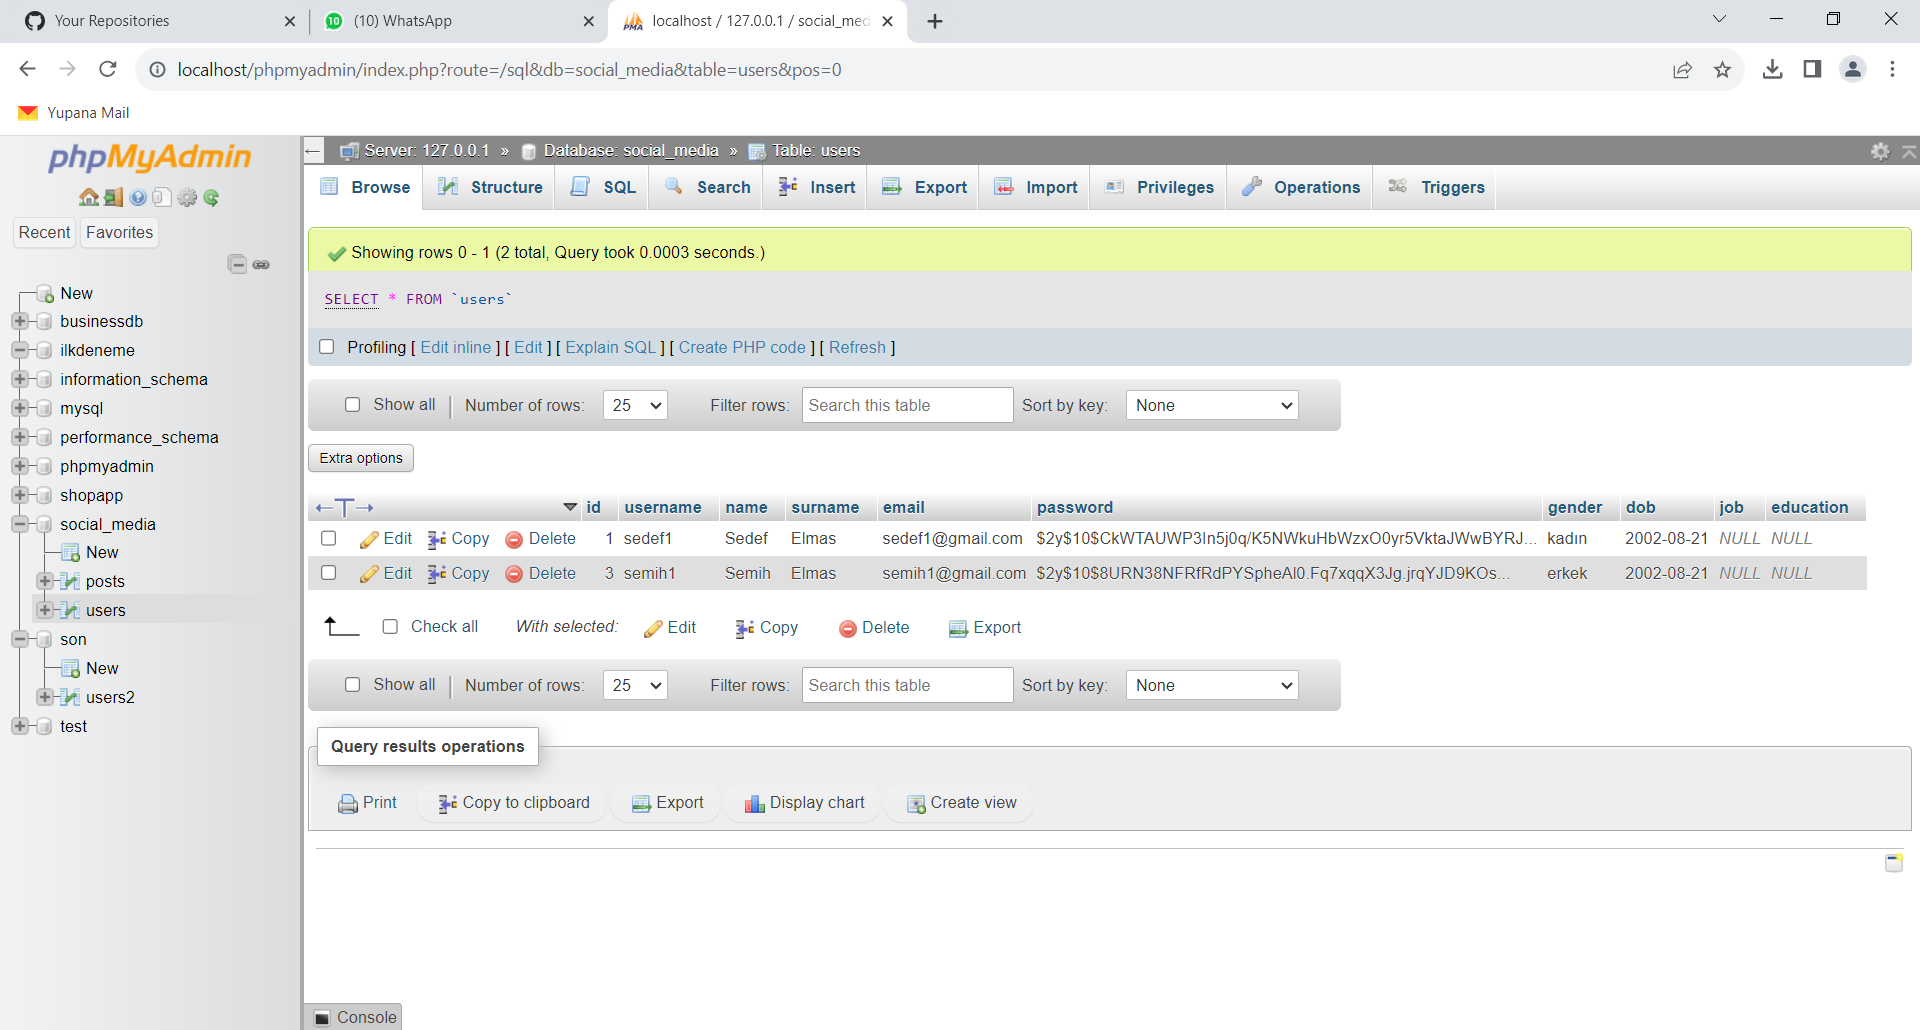 Your Repositories
(10) WhatsApp
localhost / 127.0.0.1 / social_med
localhost/phpmyadmin/index.php?route=/sql&db=social_media&table=users&pos=0
Yupana Mail
phpMyAdmin
Recent
Favorites
New
businessdb
ilkdeneme
information_schema
mysql
performance_schema
phpmyadmin
shopapp
social_media
New
posts
users
son
New
users2
test
Server: 127.0.0.1 » Database: social_media » Table: users
Browse Structure SQL Search Insert Export Import Privileges Operations Triggers
Showing rows 0 - 1 (2 total, Query took 0.0003 seconds.)
SELECT * FROM `users`
Profiling [ Edit inline ] [ Edit ] [ Explain SQL ] [ Create PHP code ] [ Refresh ]
Show all Number of rows: 25 Filter rows: Search this table Sort by key: None
Extra options
id username name surname email password gender dob job education
Edit Copy Delete 1 sedef1 Sedef Elmas sedef1@gmail.com $2y$10$CkWTAUWP3ln5j0q/K5NWkuHbWzxO0yr5VktaJWwBYRJ... kadın 2002-08-21 NULL NULL
Edit Copy Delete 3 semih1 Semih Elmas semih1@gmail.com $2y$10$8URN38NFRfRdPYSpheAl0.Fq7xqqX3Jg.jrqYJD9KOs... erkek 2002-08-21 NULL NULL
Check all With selected: Edit Copy Delete Export
Show all Number of rows: 25 Filter rows: Search this table Sort by key: None
Query results operations
Print Copy to clipboard Export Display chart Create view
Console